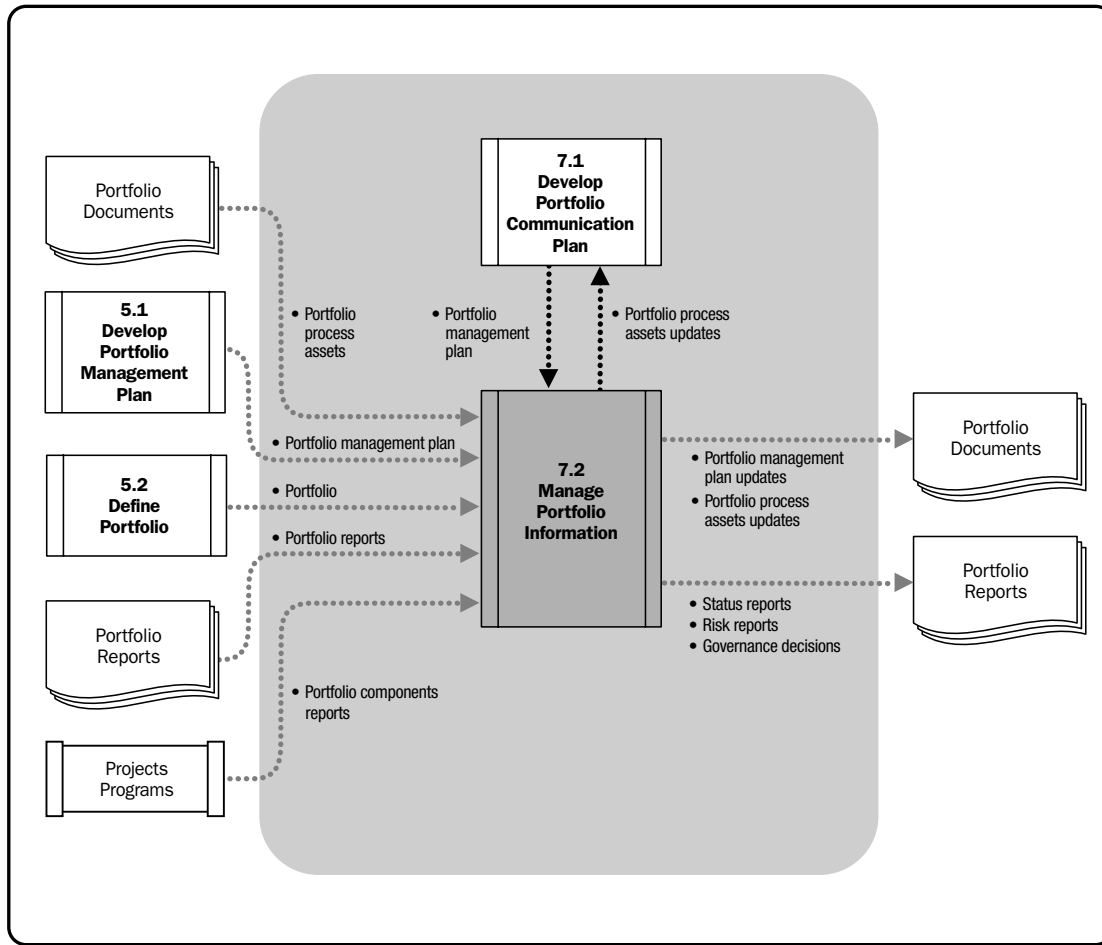 Portfolio
Documents
5.1
Develop
Portfolio
Management
Plan
5.2
Define
Portfolio
Portfolio
Reports
Projects
Programs
• Portfolio
process
assets
• Portfolio management plan
• Portfolio
• Portfolio reports
• Portfolio components
reports
7.1
Develop
Portfolio
Communication
Plan
• Portfolio
management
plan
• Portfolio process
assets updates
7.2
Manage
Portfolio
Information
• Portfolio management
plan updates
• Portfolio process
assets updates
• Status reports
• Risk reports
• Governance decisions
Portfolio
Documents
Portfolio
Reports